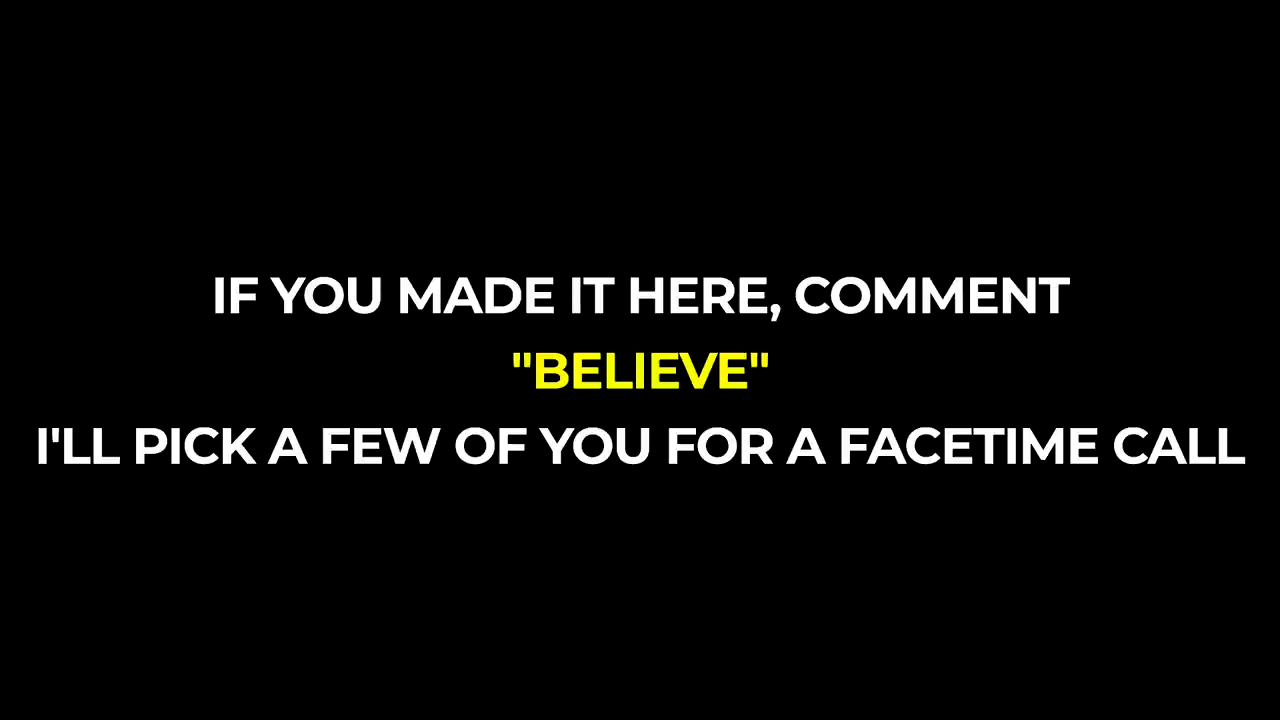 IF YOU MADE IT HERE, COMMENT
"BELIEVE"
I'LL PICK A FEW OF YOU FOR A FACETIME CALL